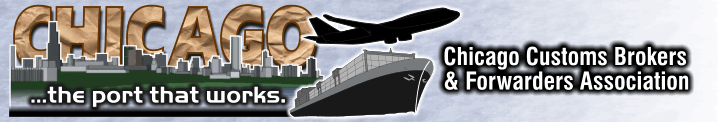 CHICAGO
...the port that works.
Chicago Customs Brokers
& Forwarders Association